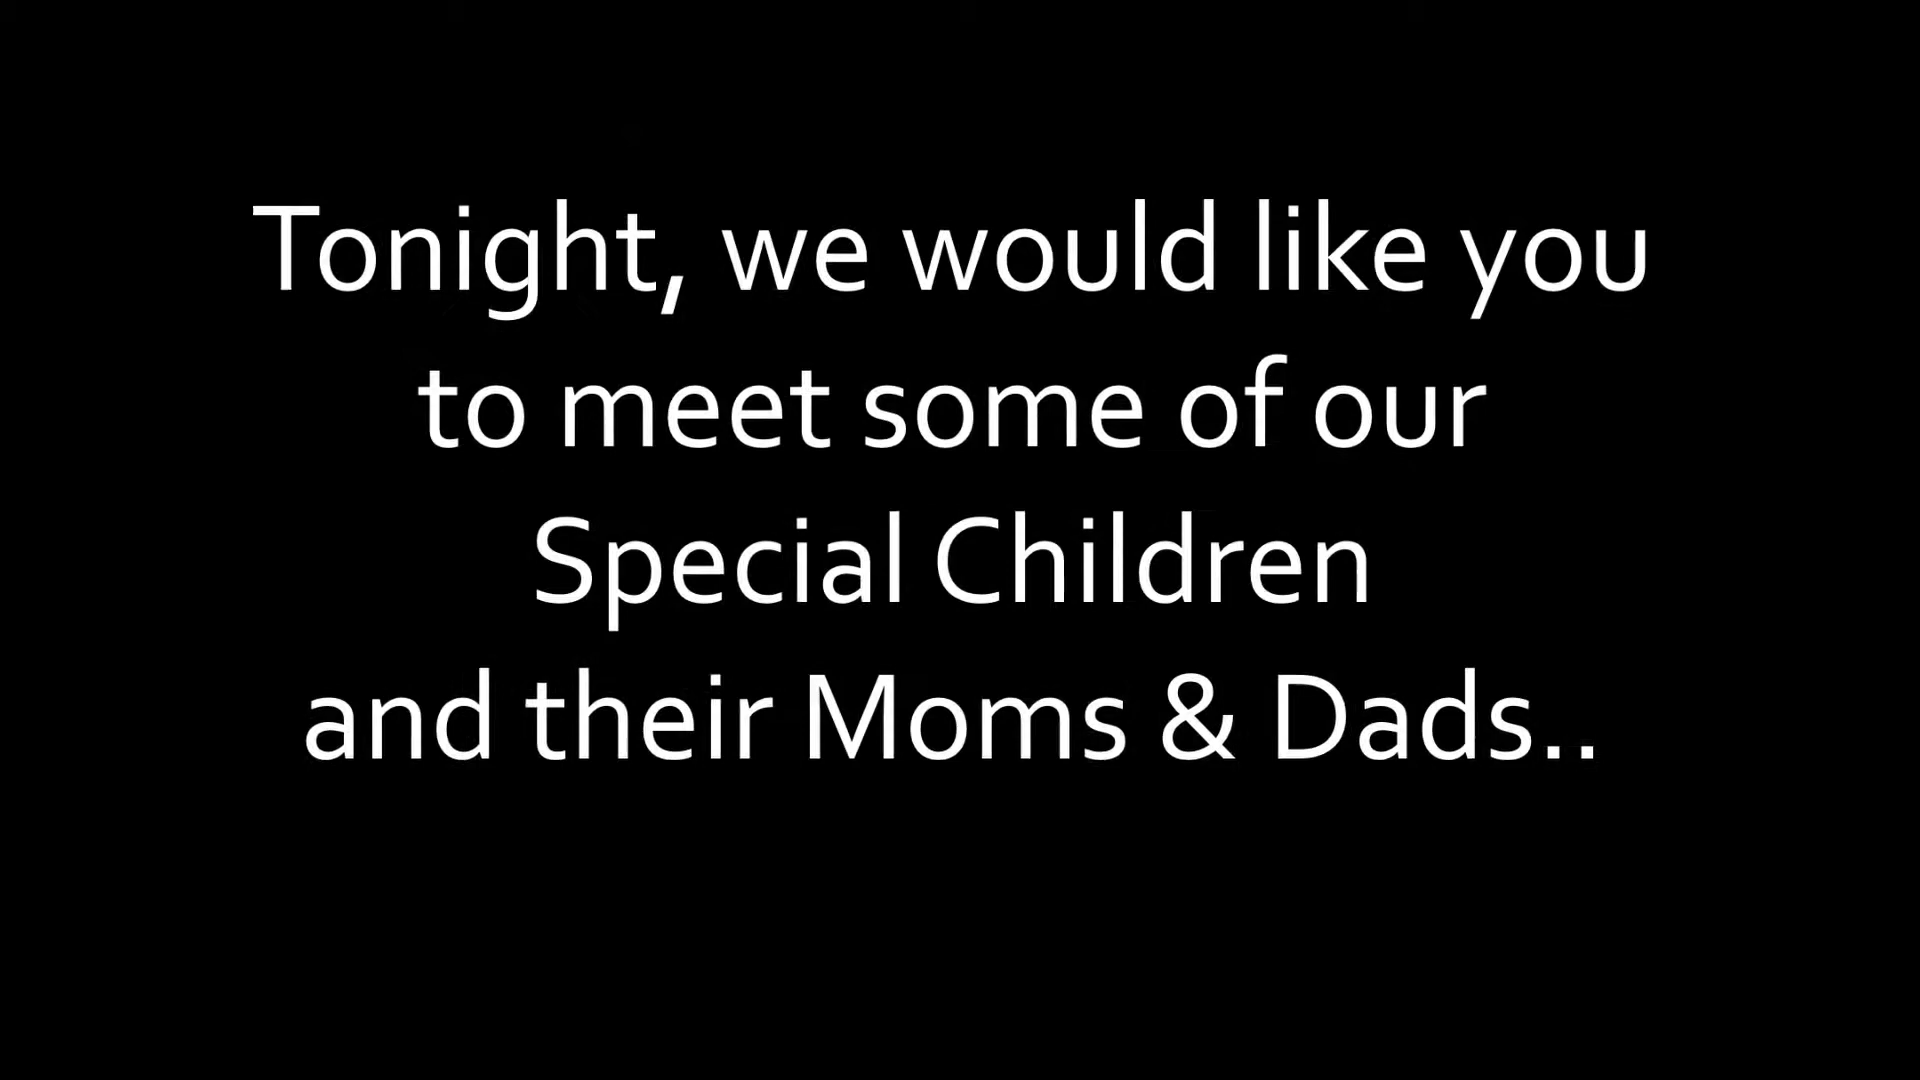 Tonight, we would like you
to meet some of our
Special Children
and their Moms & Dads..